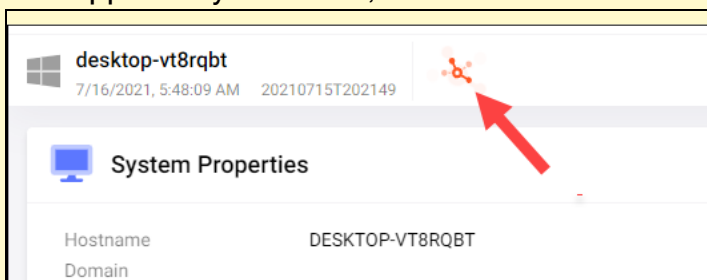 desktop-vt8rqbt
7/16/2021, 5:48:09 AM 20210715T202149
System Properties
Hostname DESKTOP-VT8RQBT
Domain